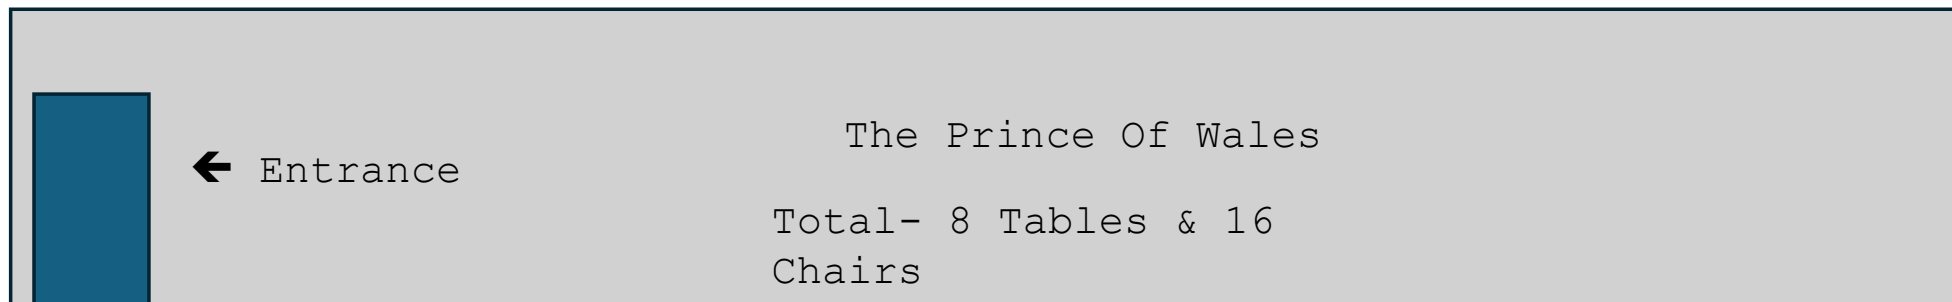 The Prince Of Wales
← Entrance
Total- 8 Tables & 16
Chairs